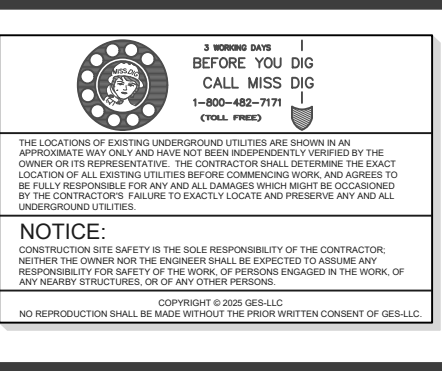 3 WORKING DAYS
BEFORE YOU DIG
CALL MISS DIG
1-800-482-7171
(TOLL FREE)
MISS DIG
THE LOCATIONS OF EXISTING UNDERGROUND UTILITIES ARE SHOWN IN AN
APPROXIMATE WAY ONLY AND HAVE NOT BEEN INDEPENDENTLY VERIFIED BY THE
OWNER OR ITS REPRESENTATIVE. THE CONTRACTOR SHALL DETERMINE THE EXACT
LOCATION OF ALL EXISTING UTILITIES BEFORE COMMENCING WORK, AND AGREES TO
BE FULLY RESPONSIBLE FOR ANY AND ALL DAMAGES WHICH MIGHT BE OCCASIONED
BY THE CONTRACTOR'S FAILURE TO EXACTLY LOCATE AND PRESERVE ANY AND ALL
UNDERGROUND UTILITIES.
NOTICE:
CONSTRUCTION SITE SAFETY IS THE SOLE RESPONSIBILITY OF THE CONTRACTOR;
NEITHER THE OWNER NOR THE ENGINEER SHALL BE EXPECTED TO ASSUME ANY
RESPONSIBILITY FOR SAFETY OF THE WORK, OF PERSONS ENGAGED IN THE WORK, OF
ANY NEARBY STRUCTURES, OR OF ANY OTHER PERSONS.
COPYRIGHT © 2025 GES-LLC
NO REPRODUCTION SHALL BE MADE WITHOUT THE PRIOR WRITTEN CONSENT OF GES-LLC.